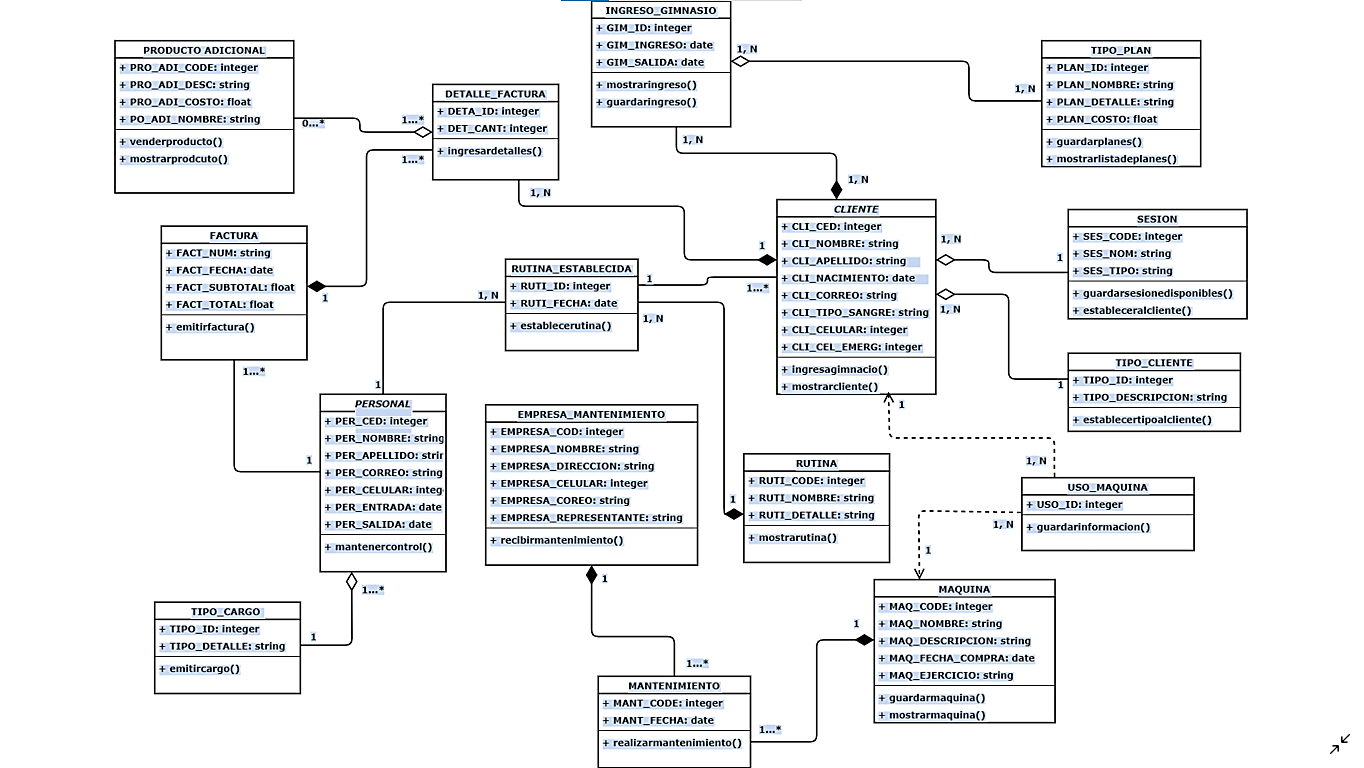 INGRESO_GIMNASIO
+ GIM_ID: integer
+ GIM_INGRESO: date
+ GIM_SALIDA: date
+ mostraringreso()
+ guardaringreso()
1, N
1, N
1, N
TIPO_PLAN
+ PLAN_ID: integer
+ PLAN_NOMBRE: string
+ PLAN_DETALLE: string
+ PLAN_COSTO: float
+ guardarplanes()
+ mostrarlistadeplanes()
PRODUCTO ADICIONAL
+ PRO_ADI_CODE: integer
+ PRO_ADI_DESC: string
+ PRO_ADI_COSTO: float
+ PO_ADI_NOMBRE: string
+ venderproducto()
+ mostrarprodcuto()
0...*
1...*
1...*
DETALLE_FACTURA
+ DETA_ID: integer
+ DET_CANT: integer
+ ingresardetalles()
1, N
1
1, N
CLIENTE
+ CLI_CED: integer
+ CLI_NOMBRE: string
+ CLI_APELLIDO: string
+ CLI_NACIMIENTO: date
+ CLI_CORREO: string
+ CLI_TIPO_SANGRE: string
+ CLI_CELULAR: integer
+ CLI_CEL_EMERG: integer
+ ingresagimnacio()
+ mostrarcliente()
1, N
1
1, N
1
1
SESION
+ SES_CODE: integer
+ SES_NOM: string
+ SES_TIPO: string
+ guardarsesionedisponibles()
+ estableceralcliente()
FACTURA
+ FACT_NUM: string
+ FACT_FECHA: date
+ FACT_SUBTOTAL: float
+ FACT_TOTAL: float
+ emitirfactura()
1
1...*
1
RUTINA_ESTABLECIDA
+ RUTI_ID: integer
+ RUTI_FECHA: date
+ establecerutina()
1
1...*
1, N
1, N
1
TIPO_CLIENTE
+ TIPO_ID: integer
+ TIPO_DESCRIPCION: string
+ establecertipoalcliente()
PERSONAL
+ PER_CED: integer
+ PER_NOMBRE: string
+ PER_APELLIDO: strir
+ PER_CORREO: string
+ PER_CELULAR: integ
+ PER_ENTRADA: date
+ PER_SALIDA: date
+ mantenercontrol()
1...*
1
EMPRESA_MANTENIMIENTO
+ EMPRESA_COD: integer
+ EMPRESA_NOMBRE: string
+ EMPRESA_DIRECCION: string
+ EMPRESA_CELULAR: integer
+ EMPRESA_COREO: string
+ EMPRESA_REPRESENTANTE: string
+ recibirmantenimiento()
1
1...*
RUTINA
+ RUTI_CODE: integer
+ RUTI_NOMBRE: string
+ RUTI_DETALLE: string
+ mostrarutina()
1
1, N
USO_MAQUINA
+ USO_ID: integer
+ guardarinformacion()
1, N
1
TIPO_CARGO
+ TIPO_ID: integer
+ TIPO_DETALLE: string
+ emitircargo()
MAQUINA
+ MAQ_CODE: integer
+ MAQ_NOMBRE: string
+ MAQ_DESCRIPCION: string
+ MAQ_FECHA_COMPRA: date
+ MAQ_EJERCICIO: string
+ guardarmaquina()
+ mostrarmaquina()
1
1...*
MANTENIMIENTO
+ MANT_CODE: integer
+ MANT_FECHA: date
+ realizarmantenimiento()